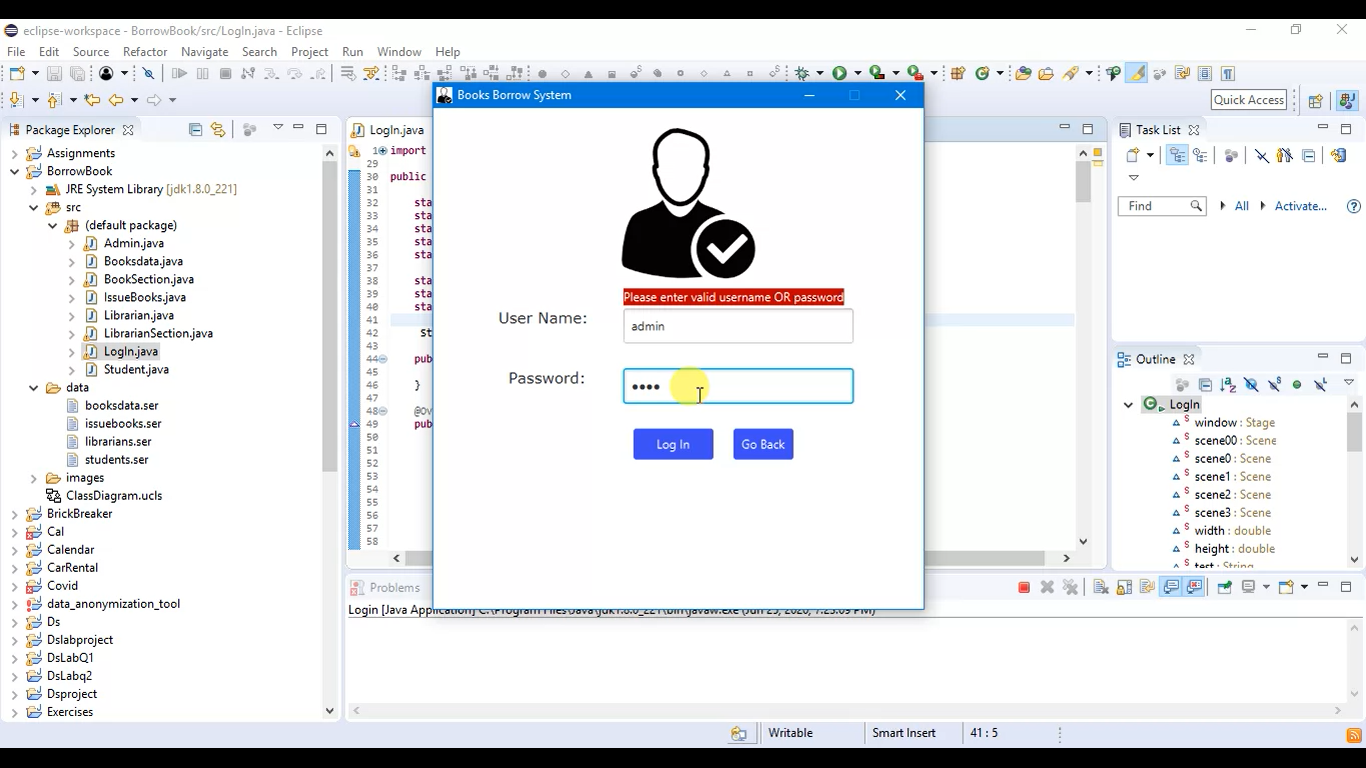 eclipse-workspace - BorrowBook/src/LogIn.java - Eclipse
File Edit Source Refactor Navigate Search Project Run Window Help
Quick Access
Package Explorer
Assignments
BorrowBook
JRE System Library [jdk1.8.0_221]
src
(default package)
Admin.java
Booksdata.java
BookSection.java
IssueBooks.java
Librarian.java
LibrarianSection.java
LogIn.java
Student.java
data
booksdata.ser
issuebooks.ser
librarians.ser
students.ser
images
ClassDiagram.ucls
BrickBreaker
Cal
Calendar
CarRental
Covid
data_anonymization_tool
Ds
Dslabproject
DsLabQ1
DsLabq2
Dsproject
Exercises
LogIn.java
1 import
29
30 public
31
32 sta
33 sta
34 sta
35 sta
36 sta
37
38 sta
39 sta
40 sta
41
42 St
43
44 pub
45
46 }
47
48 @Ov
49 pub
50
51
52
53
54
55
56
57
58
Books Borrow System
Please enter valid username OR password
User Name: admin
Password: ••••
Log In Go Back
Task List
Find All Activate...
Outline
LogIn
window : Stage
scene00 : Scene
scene0 : Scene
scene1 : Scene
scene2 : Scene
scene3 : Scene
width : double
height : double
test : String
Problems
Login [Java Application] C:\Program Files\Java\jdk1.8.0_221\bin\javaw.exe (Jun 25, 2020, 7:25:09 PM)
Writable Smart Insert 41 : 5